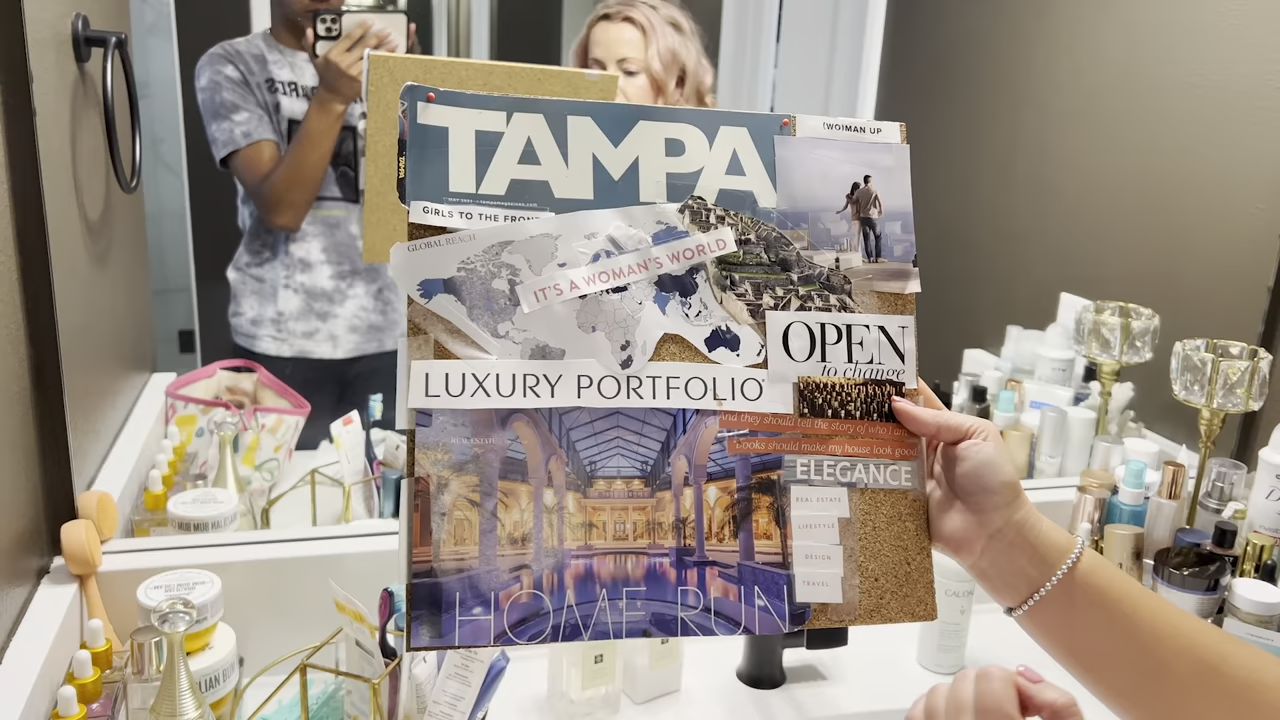 TAMPA
(WO)MAN UP
GIRLS TO THE FRONT
GLOBAL REACH
IT'S A WOMAN'S WORLD
OPEN
to change
LUXURY PORTFOLIO
And they should tell the story of who I am
"Books should make my house look good
REAL ESTATE
ELEGANCE
REAL ESTATE
LIFESTYLE
DESIGN
TRAVEL
HOME RUN